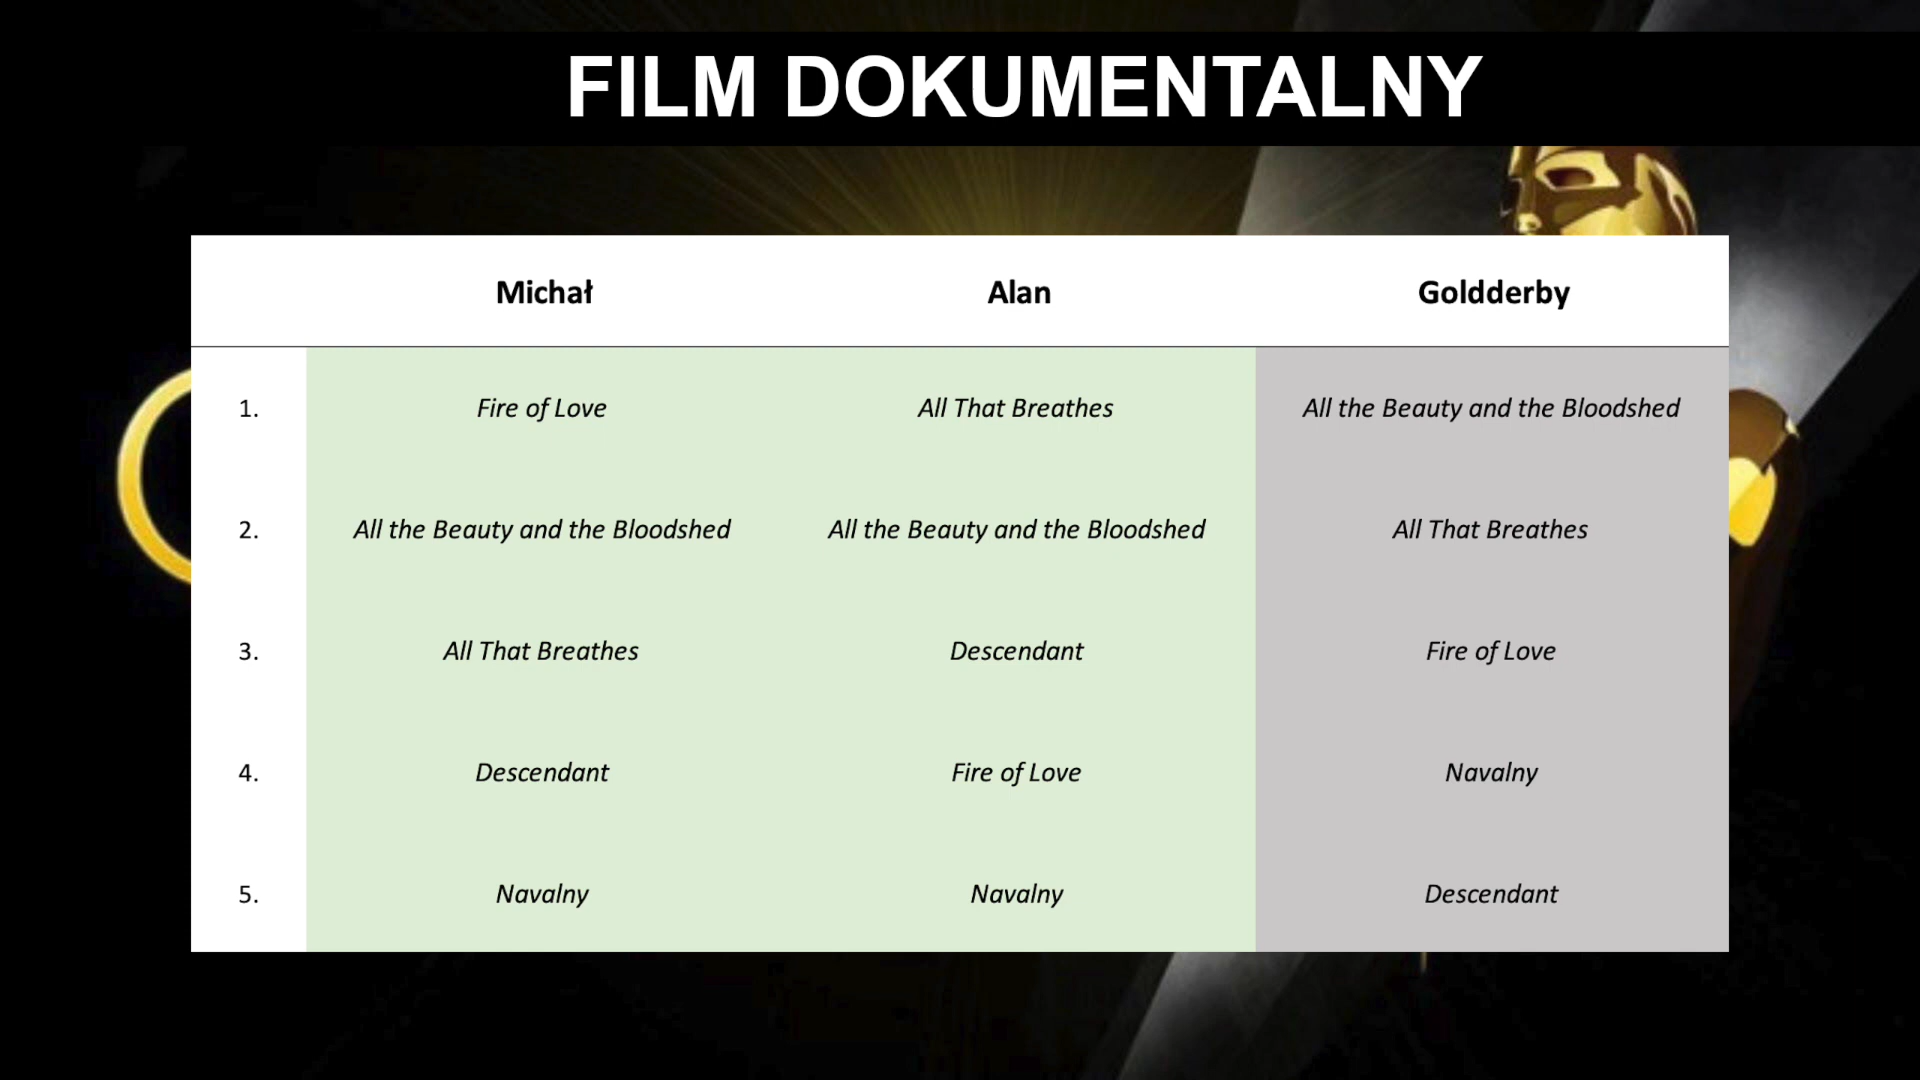 FILM DOKUMENTALNY
Michał Alan Goldderby
1. Fire of Love All That Breathes All the Beauty and the Bloodshed
2. All the Beauty and the Bloodshed All the Beauty and the Bloodshed All That Breathes
3. All That Breathes Descendant Fire of Love
4. Descendant Fire of Love Navalny
5. Navalny Navalny Descendant